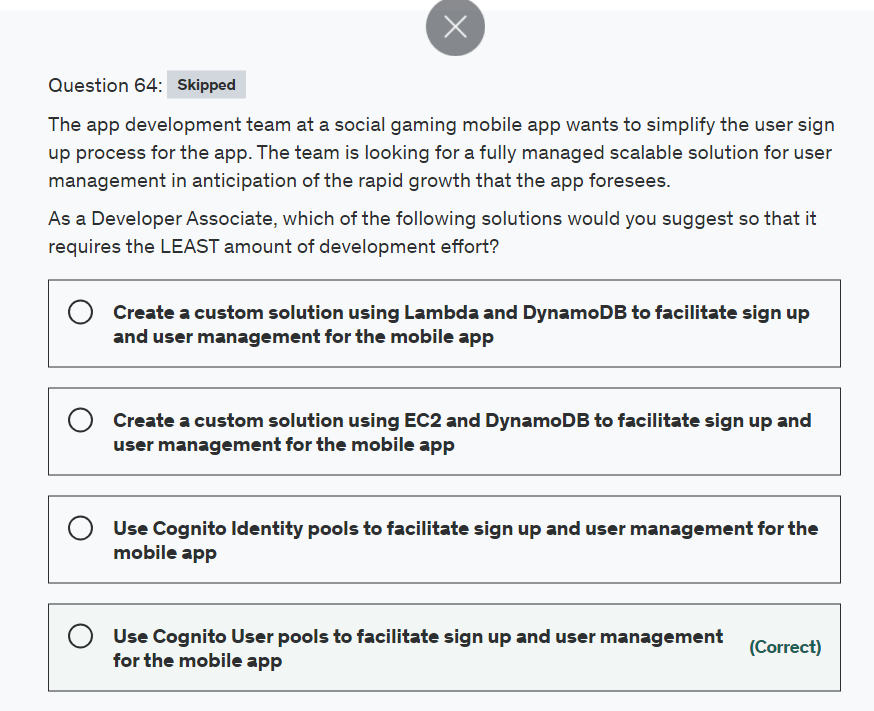 Question 64: Skipped
The app development team at a social gaming mobile app wants to simplify the user sign
up process for the app. The team is looking for a fully managed scalable solution for user
management in anticipation of the rapid growth that the app foresees.
As a Developer Associate, which of the following solutions would you suggest so that it
requires the LEAST amount of development effort?
Create a custom solution using Lambda and DynamoDB to facilitate sign up
and user management for the mobile app
Create a custom solution using EC2 and DynamoDB to facilitate sign up and
user management for the mobile app
Use Cognito Identity pools to facilitate sign up and user management for the
mobile app
Use Cognito User pools to facilitate sign up and user management
for the mobile app
(Correct)